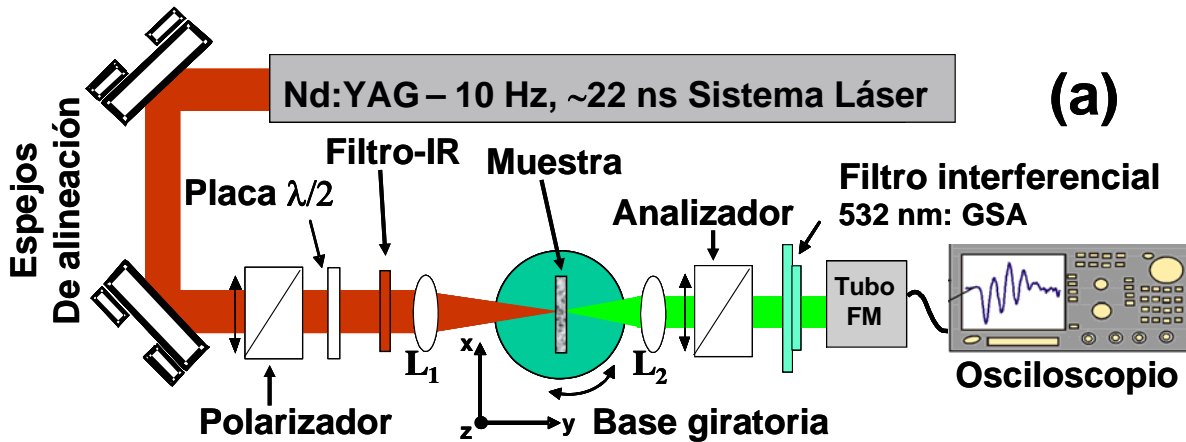 Nd:YAG – 10 Hz, ~22 ns Sistema Láser
(a)
Espejos
De alineación
Filtro-IR
Placa λ/2
Muestra
Analizador
Filtro interferencial
532 nm: GSA
Tubo
FM
L₁
L₂
x
z
y
Polarizador
Base giratoria
Osciloscopio